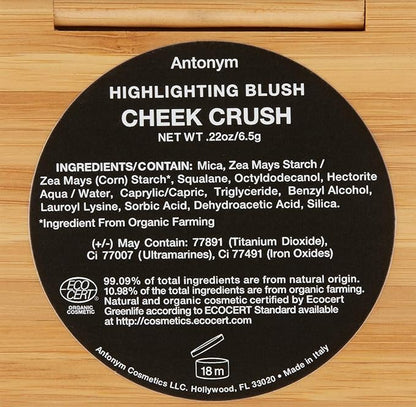 Antonym
HIGHLIGHTING BLUSH
CHEEK CRUSH
NET WT .22oz/6.5g
INGREDIENTS/CONTAIN: Mica, Zea Mays Starch /
Zea Mays (Corn) Starch*, Squalane, Octyldodecanol, Hectorite
Aqua / Water, Caprylic/Capric, Triglyceride, Benzyl Alcohol,
Lauroyl Lysine, Sorbic Acid, Dehydroacetic Acid, Silica.
*Ingredient From Organic Farming
(+/-) May Contain: 77891 (Titanium Dioxide),
Ci 77007 (Ultramarines), Ci 77491 (Iron Oxides)
ECO
CERT
ORGANIC
COSMETIC
99.09% of total ingredients are from natural origin.
10.98% of the total ingredients are from organic farming.
Natural and organic cosmetic certified by Ecocert
Greenlife according to ECOCERT Standard available
at http://cosmetics.ecocert.com
18 m
Antonym Cosmetics LLC. Hollywood, FL 33020 • Made in Italy